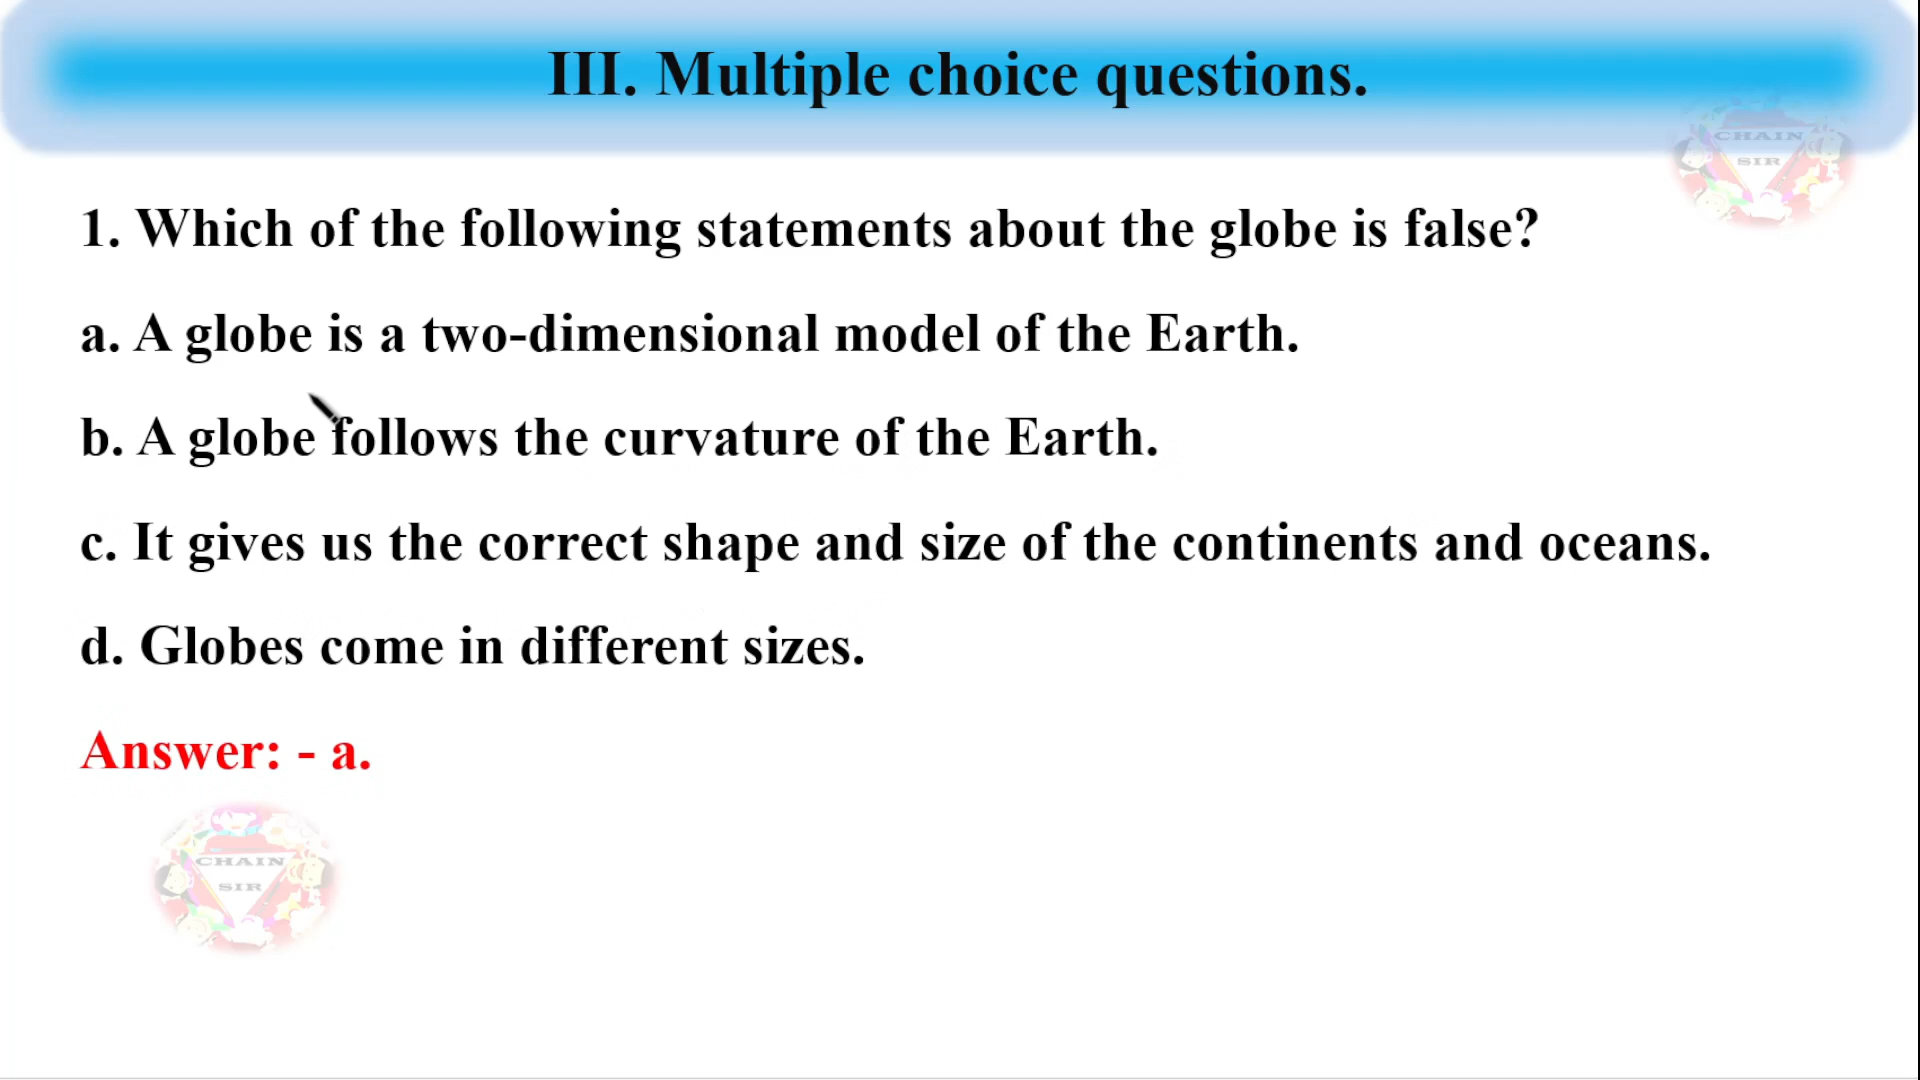 III. Multiple choice questions.
CHAIN
SIR
1. Which of the following statements about the globe is false?
a. A globe is a two-dimensional model of the Earth.
b. A globe follows the curvature of the Earth.
c. It gives us the correct shape and size of the continents and oceans.
d. Globes come in different sizes.
Answer: - a.
CHAIN
SIR